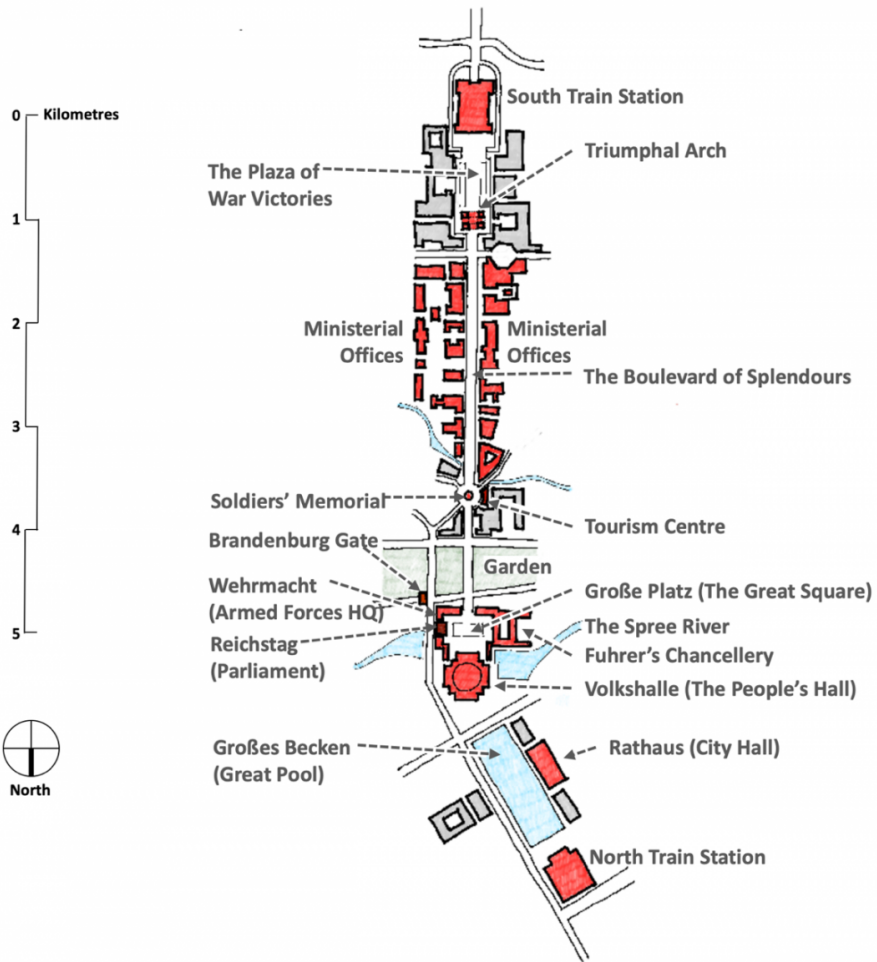 South Train Station
0 Kilometres
Triumphal Arch
The Plaza of
War Victories
1
2
Ministerial
Offices
Ministerial
Offices
The Boulevard of Splendours
3
Soldiers' Memorial
4
Tourism Centre
Brandenburg Gate
Garden
Wehrmacht
(Armed Forces HQ)
Große Platz (The Great Square)
5
The Spree River
Reichstag
(Parliament)
Fuhrer's Chancellery
Volkshalle (The People's Hall)
North
Großes Becken
(Great Pool)
Rathaus (City Hall)
North Train Station